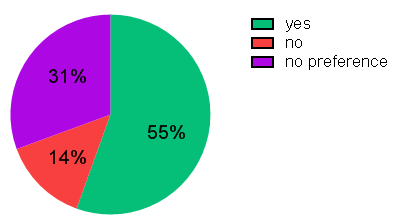 yes
no
no preference
31%
55%
14%